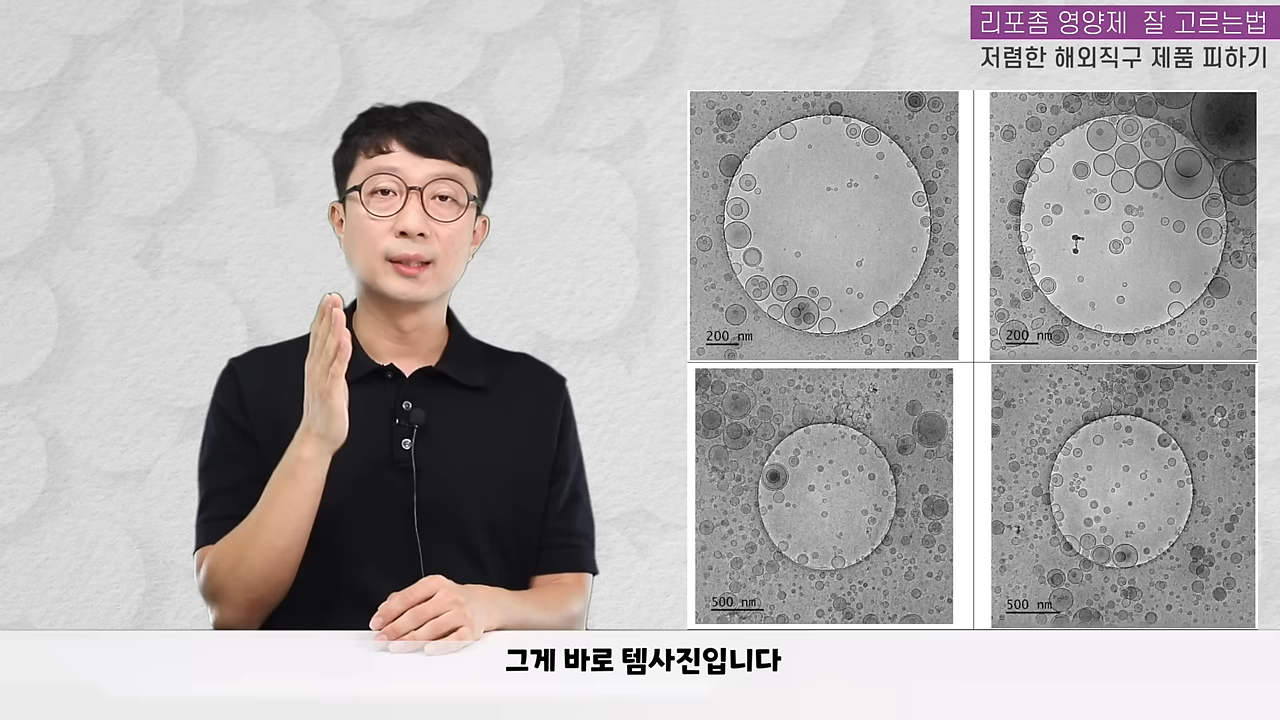 리포좀 영양제 잘 고르는법
저렴한 해외직구 제품 피하기
200 nm
200 nm
500 nm
500 nm
그게 바로 템사진입니다